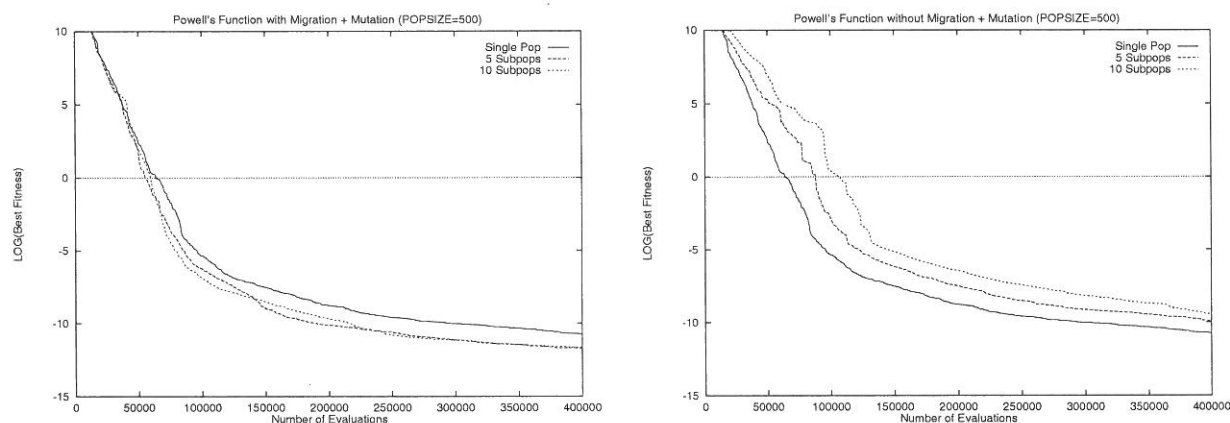 Powell's Function with Migration + Mutation (POPSIZE=500)
Single Pop
5 Subpops
10 Subpops
LOG(Best Fitness)
10
5
0
-5
-10
-15
0 50000 100000 150000 200000 250000 300000 350000 400000
Number of Evaluations
Powell's Function without Migration + Mutation (POPSIZE=500)
Single Pop
5 Subpops
10 Subpops
LOG(Best Fitness)
10
5
0
-5
-10
-15
0 50000 100000 150000 200000 250000 300000 350000 400000
Number of Evaluations